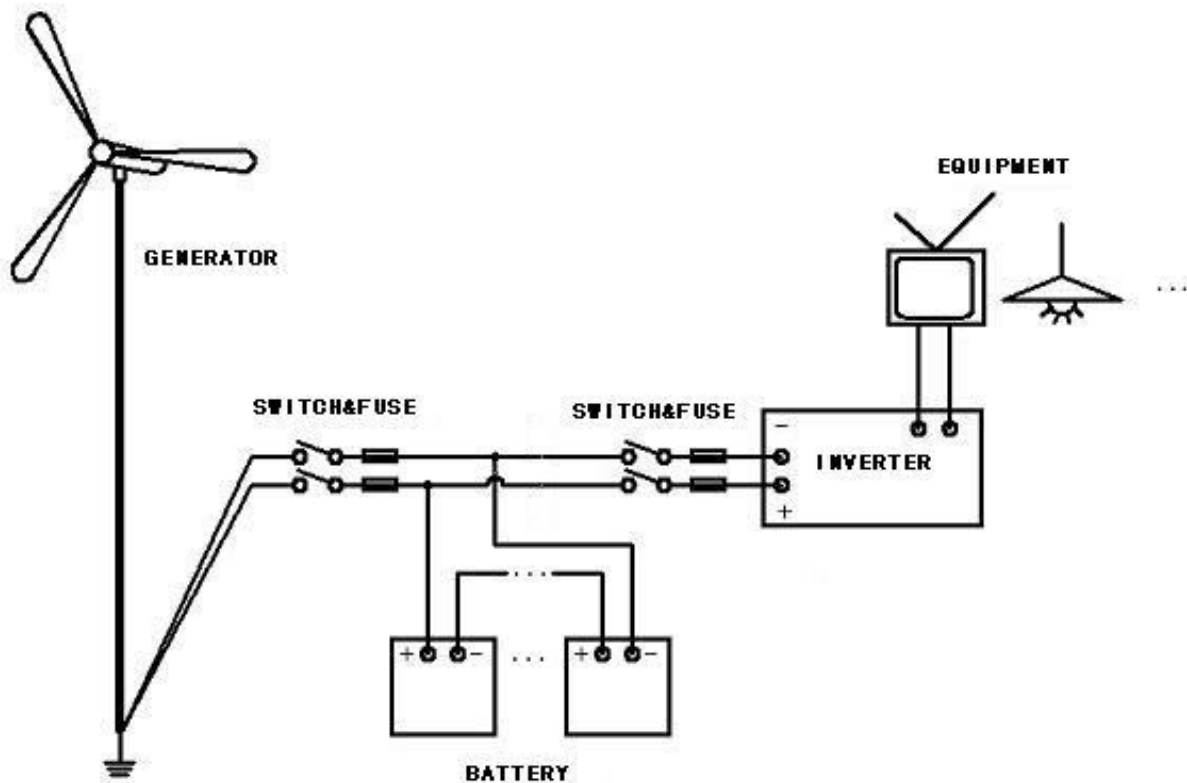 EQUIPMENT
GENERATOR
...
SWITCH&FUSE
SWITCH&FUSE
-
INVERTER
+
...
+ - ... + -
BATTERY